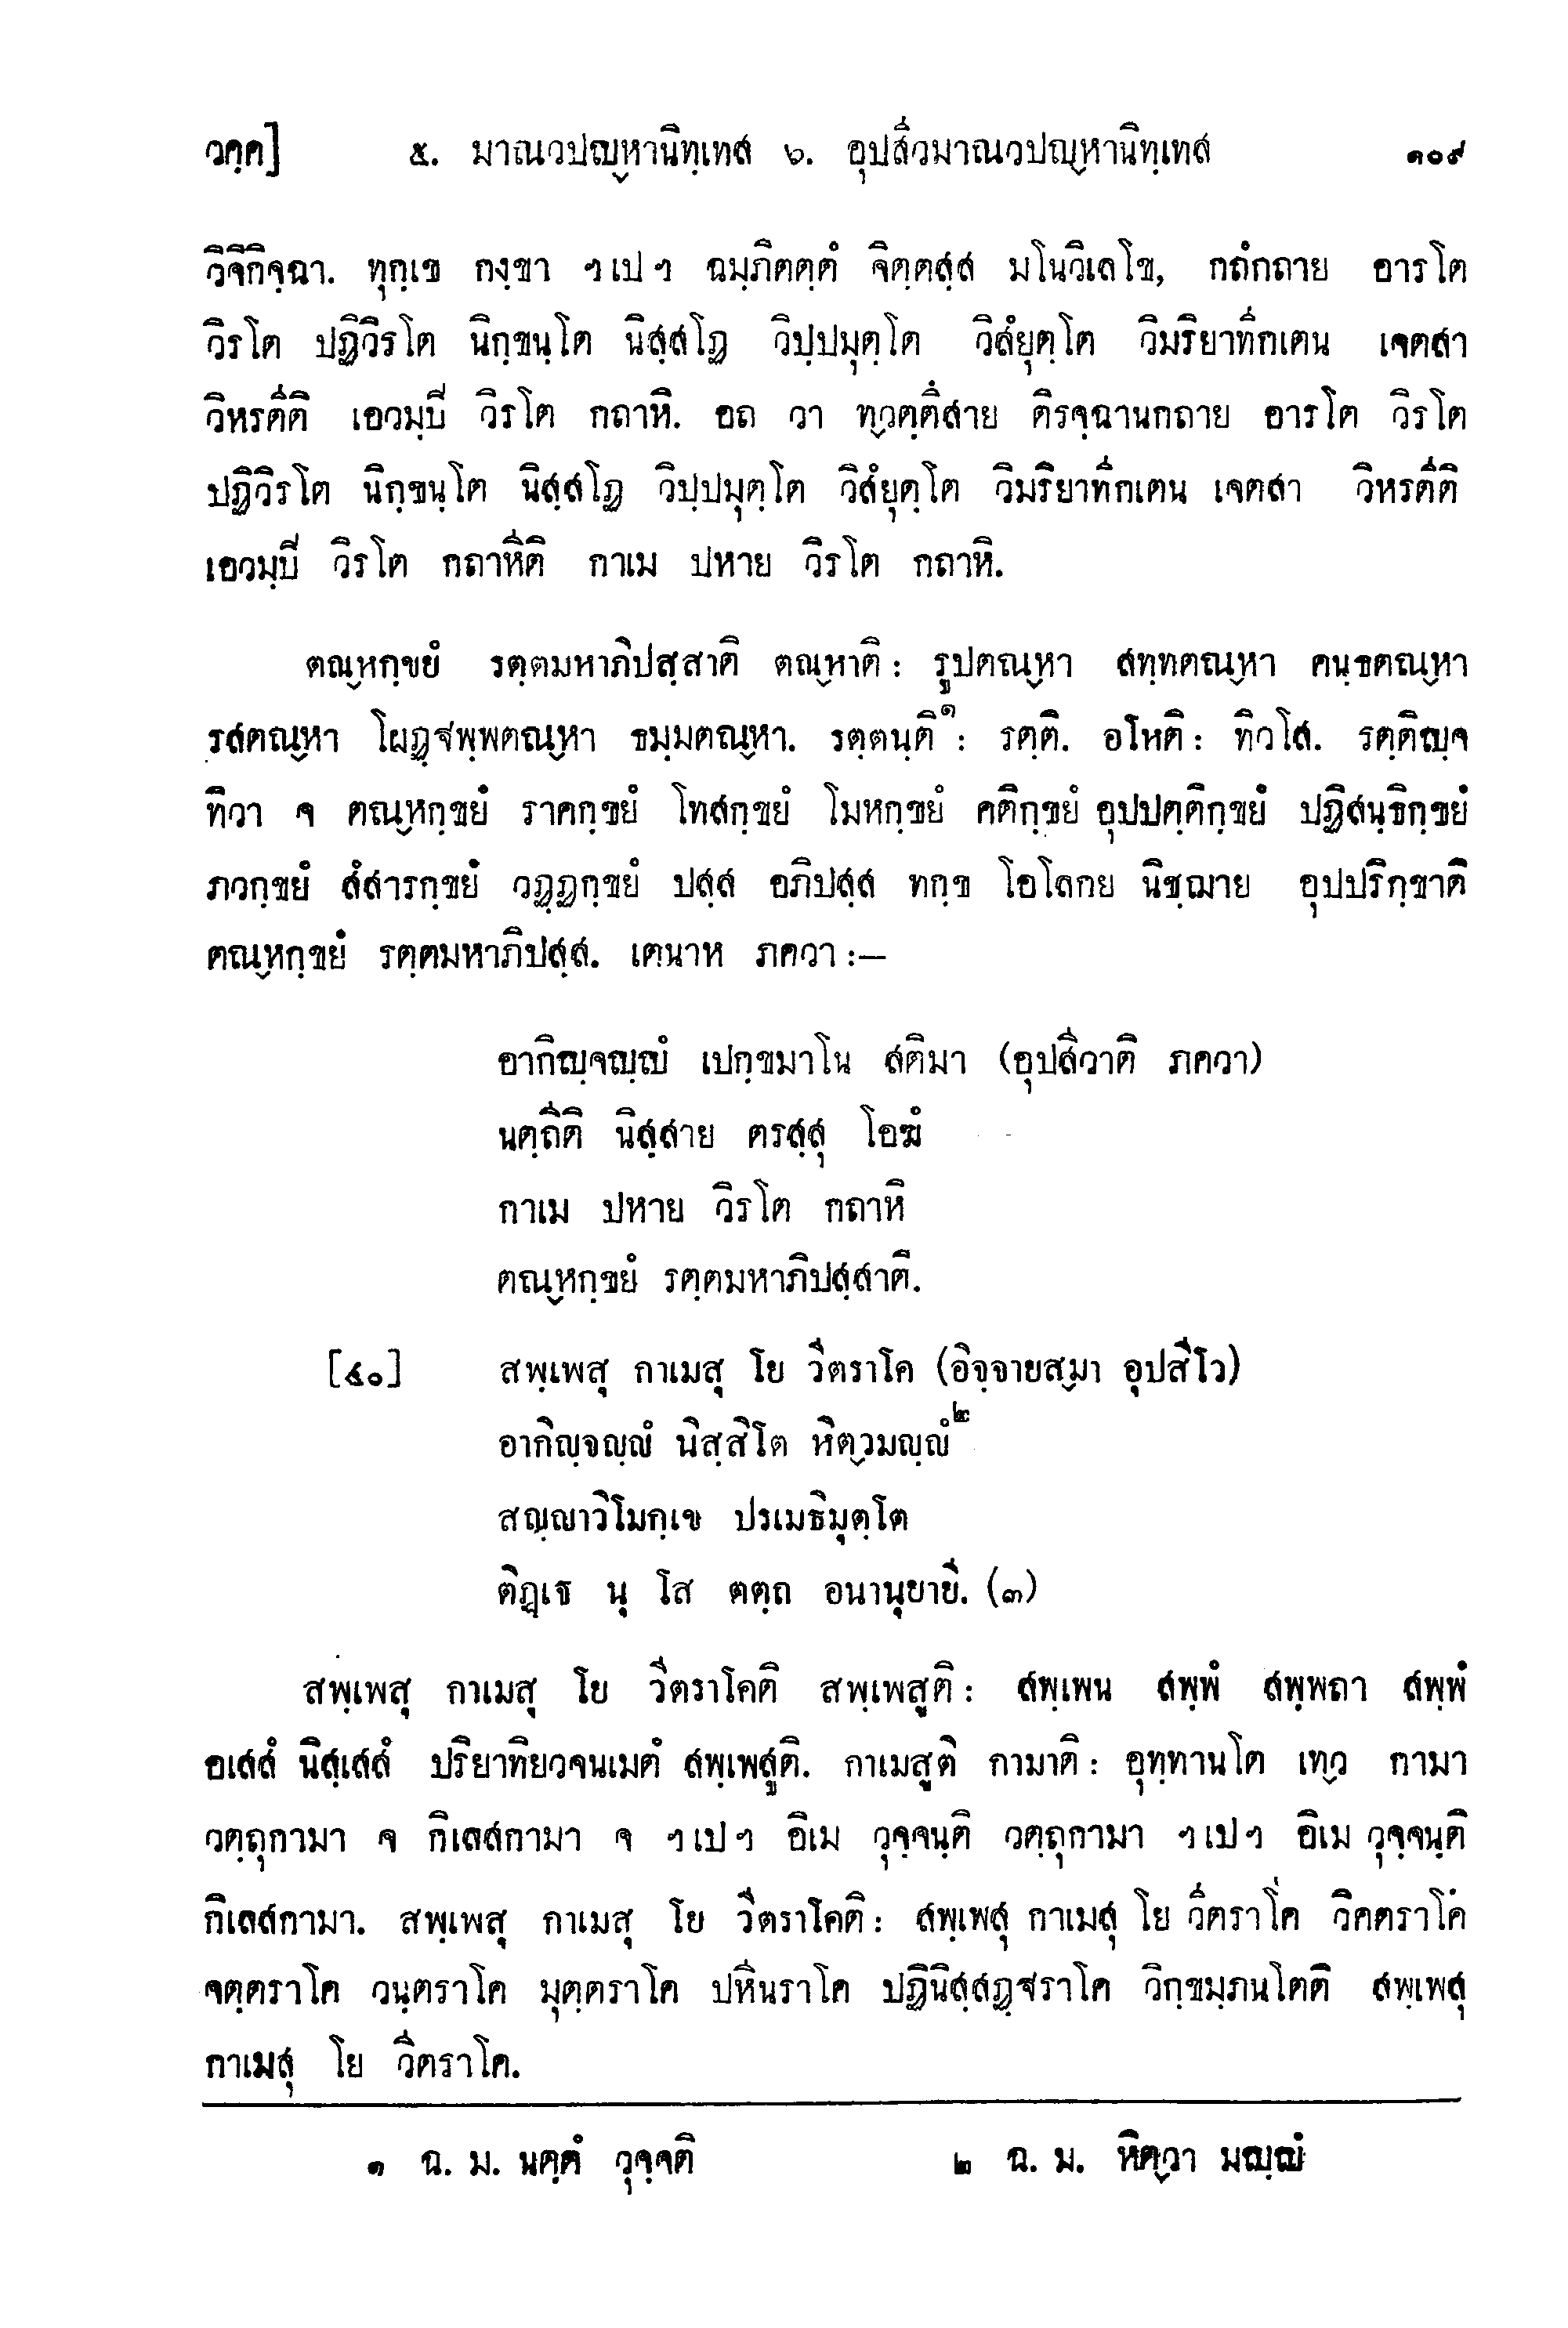 วคฺค]   ๕. มาณวปญฺหานิทฺเทส ๖. อุปสีวมาณวปญฺหานิทฺเทส   ๑๐๙
วิจิกิจฺฉา. ทุกฺเข กงฺขา ฯเปฯ ฉมฺภิตตฺตํ จิตฺตสฺส มโนวิเลโข, กถํกถาย อารโต
วิรโต ปฏิวิรโต นิกฺขนฺโต นิสฺสโฏ วิปฺปมุตฺโต วิสํยุตฺโต วิมริยาทิกเตน เจตสา
วิหรตีติ เอวมฺปิ วิรโต กถาหิ. อถ วา ทฺวตฺตึสาย ติรจฺฉานกถาย อารโต วิรโต
ปฏิวิรโต นิกฺขนฺโต นิสฺสโฏ วิปฺปมุตฺโต วิสํยุตฺโต วิมริยาทิกเตน เจตสา วิหรตีติ
เอวมฺปิ วิรโต กถาหีติ กาเม ปหาย วิรโต กถาหิ.
ตณฺหกฺขยํ รตฺตมหาภิปสฺสาติ ตณฺหาติ: รูปตณฺหา สทฺทตณฺหา คนฺธตณฺหา
รสตณฺหา โผฏฺฐพฺพตณฺหา ธมฺมตณฺหา. รตฺตนฺติ๑: รตฺติ. อโหติ: ทิวโส. รตฺติญฺจ
ทิวา จ ตณฺหกฺขยํ ราคกฺขยํ โทสกฺขยํ โมหกฺขยํ คติกฺขยํ อุปปตฺติกฺขยํ ปฏิสนฺธิกฺขยํ
ภวกฺขยํ สํสารกฺขยํ วฏฺฏกฺขยํ ปสฺส อภิปสฺส ทกฺข โอโลกย นิชฺฌาย อุปปริกฺขาติ
ตณฺหกฺขยํ รตฺตมหาภิปสฺส. เตนาห ภควา :–
อากิญฺจญฺญํ เปกฺขมาโน สติมา (อุปสีวาติ ภควา)
นตฺถีติ นิสฺสาย ตรสฺสุ โอฆํ
กาเม ปหาย วิรโต กถาหิ
ตณฺหกฺขยํ รตฺตมหาภิปสฺสาติ.
[๔๐] สพฺเพสุ กาเมสุ โย วีตราโค (อิจฺจายสฺมา อุปสีโว)
อากิญฺจญฺญํ นิสฺสิโต หิตฺวมญฺญํ๒
สญฺญาวิโมกฺเข ปรเมธิมุตฺโต
ติฏฺเฐ นุ โส ตตฺถ อนานุยายี. (๓)
สพฺเพสุ กาเมสุ โย วีตราโคติ สพฺเพสูติ: สพฺเพน สพฺพํ สพฺพถา สพฺพํ
อเสสํ นิสฺเสสํ ปริยาทิยวจนเมตํ สพฺเพสูติ. กาเมสูติ กามาติ: อุทฺทานโต เทฺว กามา
วตฺถุกามา จ กิเลสกามา จ ฯเปฯ อิเม วุจฺจนฺติ วตฺถุกามา ฯเปฯ อิเม วุจฺจนฺติ
กิเลสกามา. สพฺเพสุ กาเมสุ โย วีตราโคติ: สพฺเพสุ กาเมสุ โย วีตราโค วิคตราโค
จตฺตราโค วนฺตราโค มุตฺตราโค ปหีนราโค ปฏินิสฺสฏฺฐราโค วิกฺขมฺภนโตติ สพฺเพสุ
กาเมสุ โย วีตราโค.
๑ ฉ. ม. นตฺตํ วุจฺจติ   ๒ ฉ. ม. หิตฺวา มญฺญํ